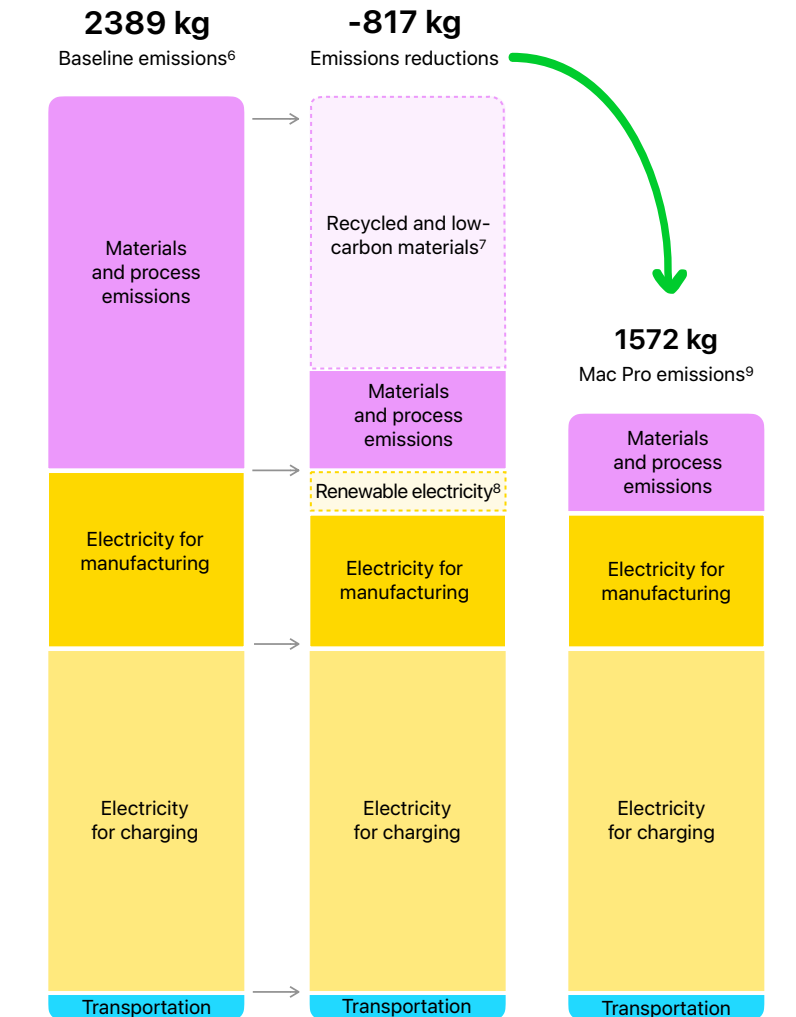 2389 kg
Baseline emissions⁶
-817 kg
Emissions reductions
1572 kg
Mac Pro emissions⁹
Materials
and process
emissions
Electricity for
manufacturing
Electricity
for charging
Transportation
Recycled and low-
carbon materials⁷
Materials
and process
emissions
Renewable electricity⁸
Electricity for
manufacturing
Electricity
for charging
Transportation
Materials
and process
emissions
Electricity for
manufacturing
Electricity
for charging
Transportation